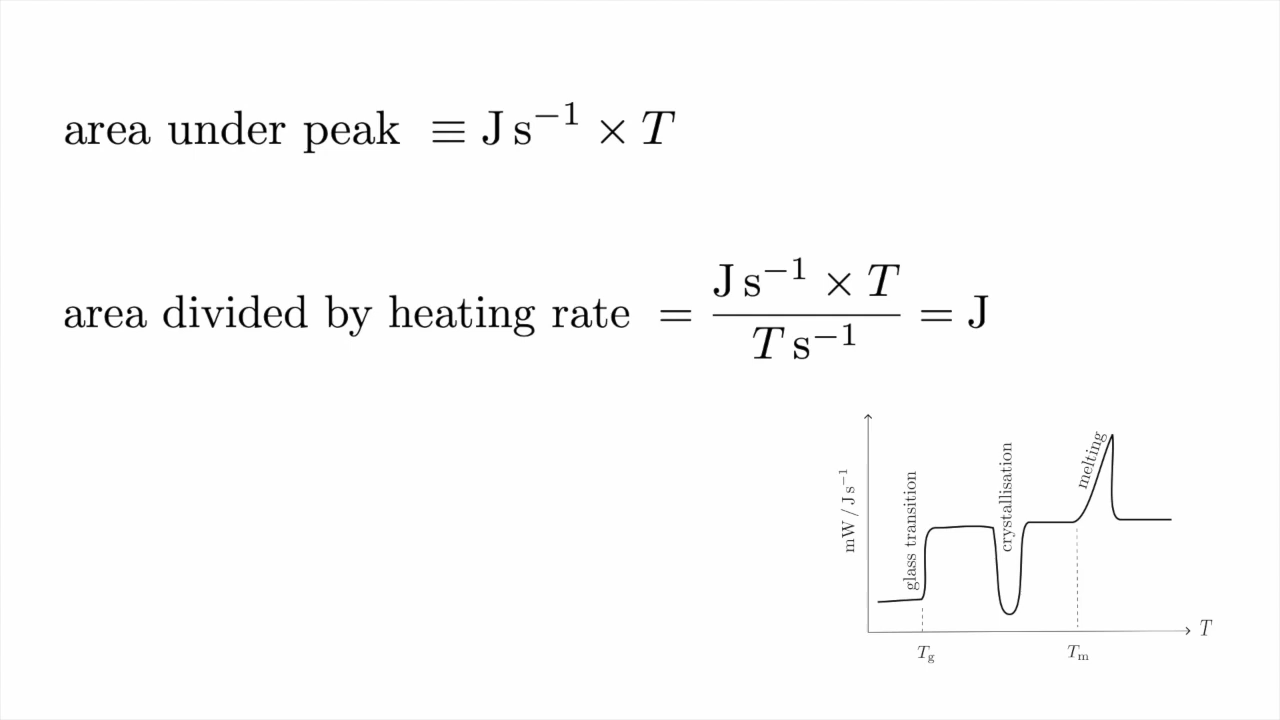 area under peak ≡ J s⁻¹ × T
area divided by heating rate = J s⁻¹ × T / T s⁻¹ = J
mW / J s⁻¹
glass transition
crystallisation
melting
T
Tg
Tm